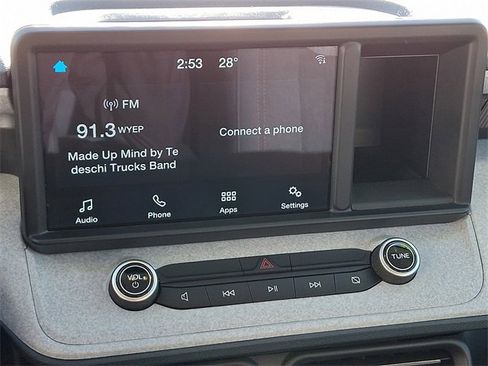 2:53 28°
FM
91.3 WYEP
Connect a phone
Made Up Mind by Te
deschi Trucks Band
Audio Phone Apps Settings
VOL TUNE